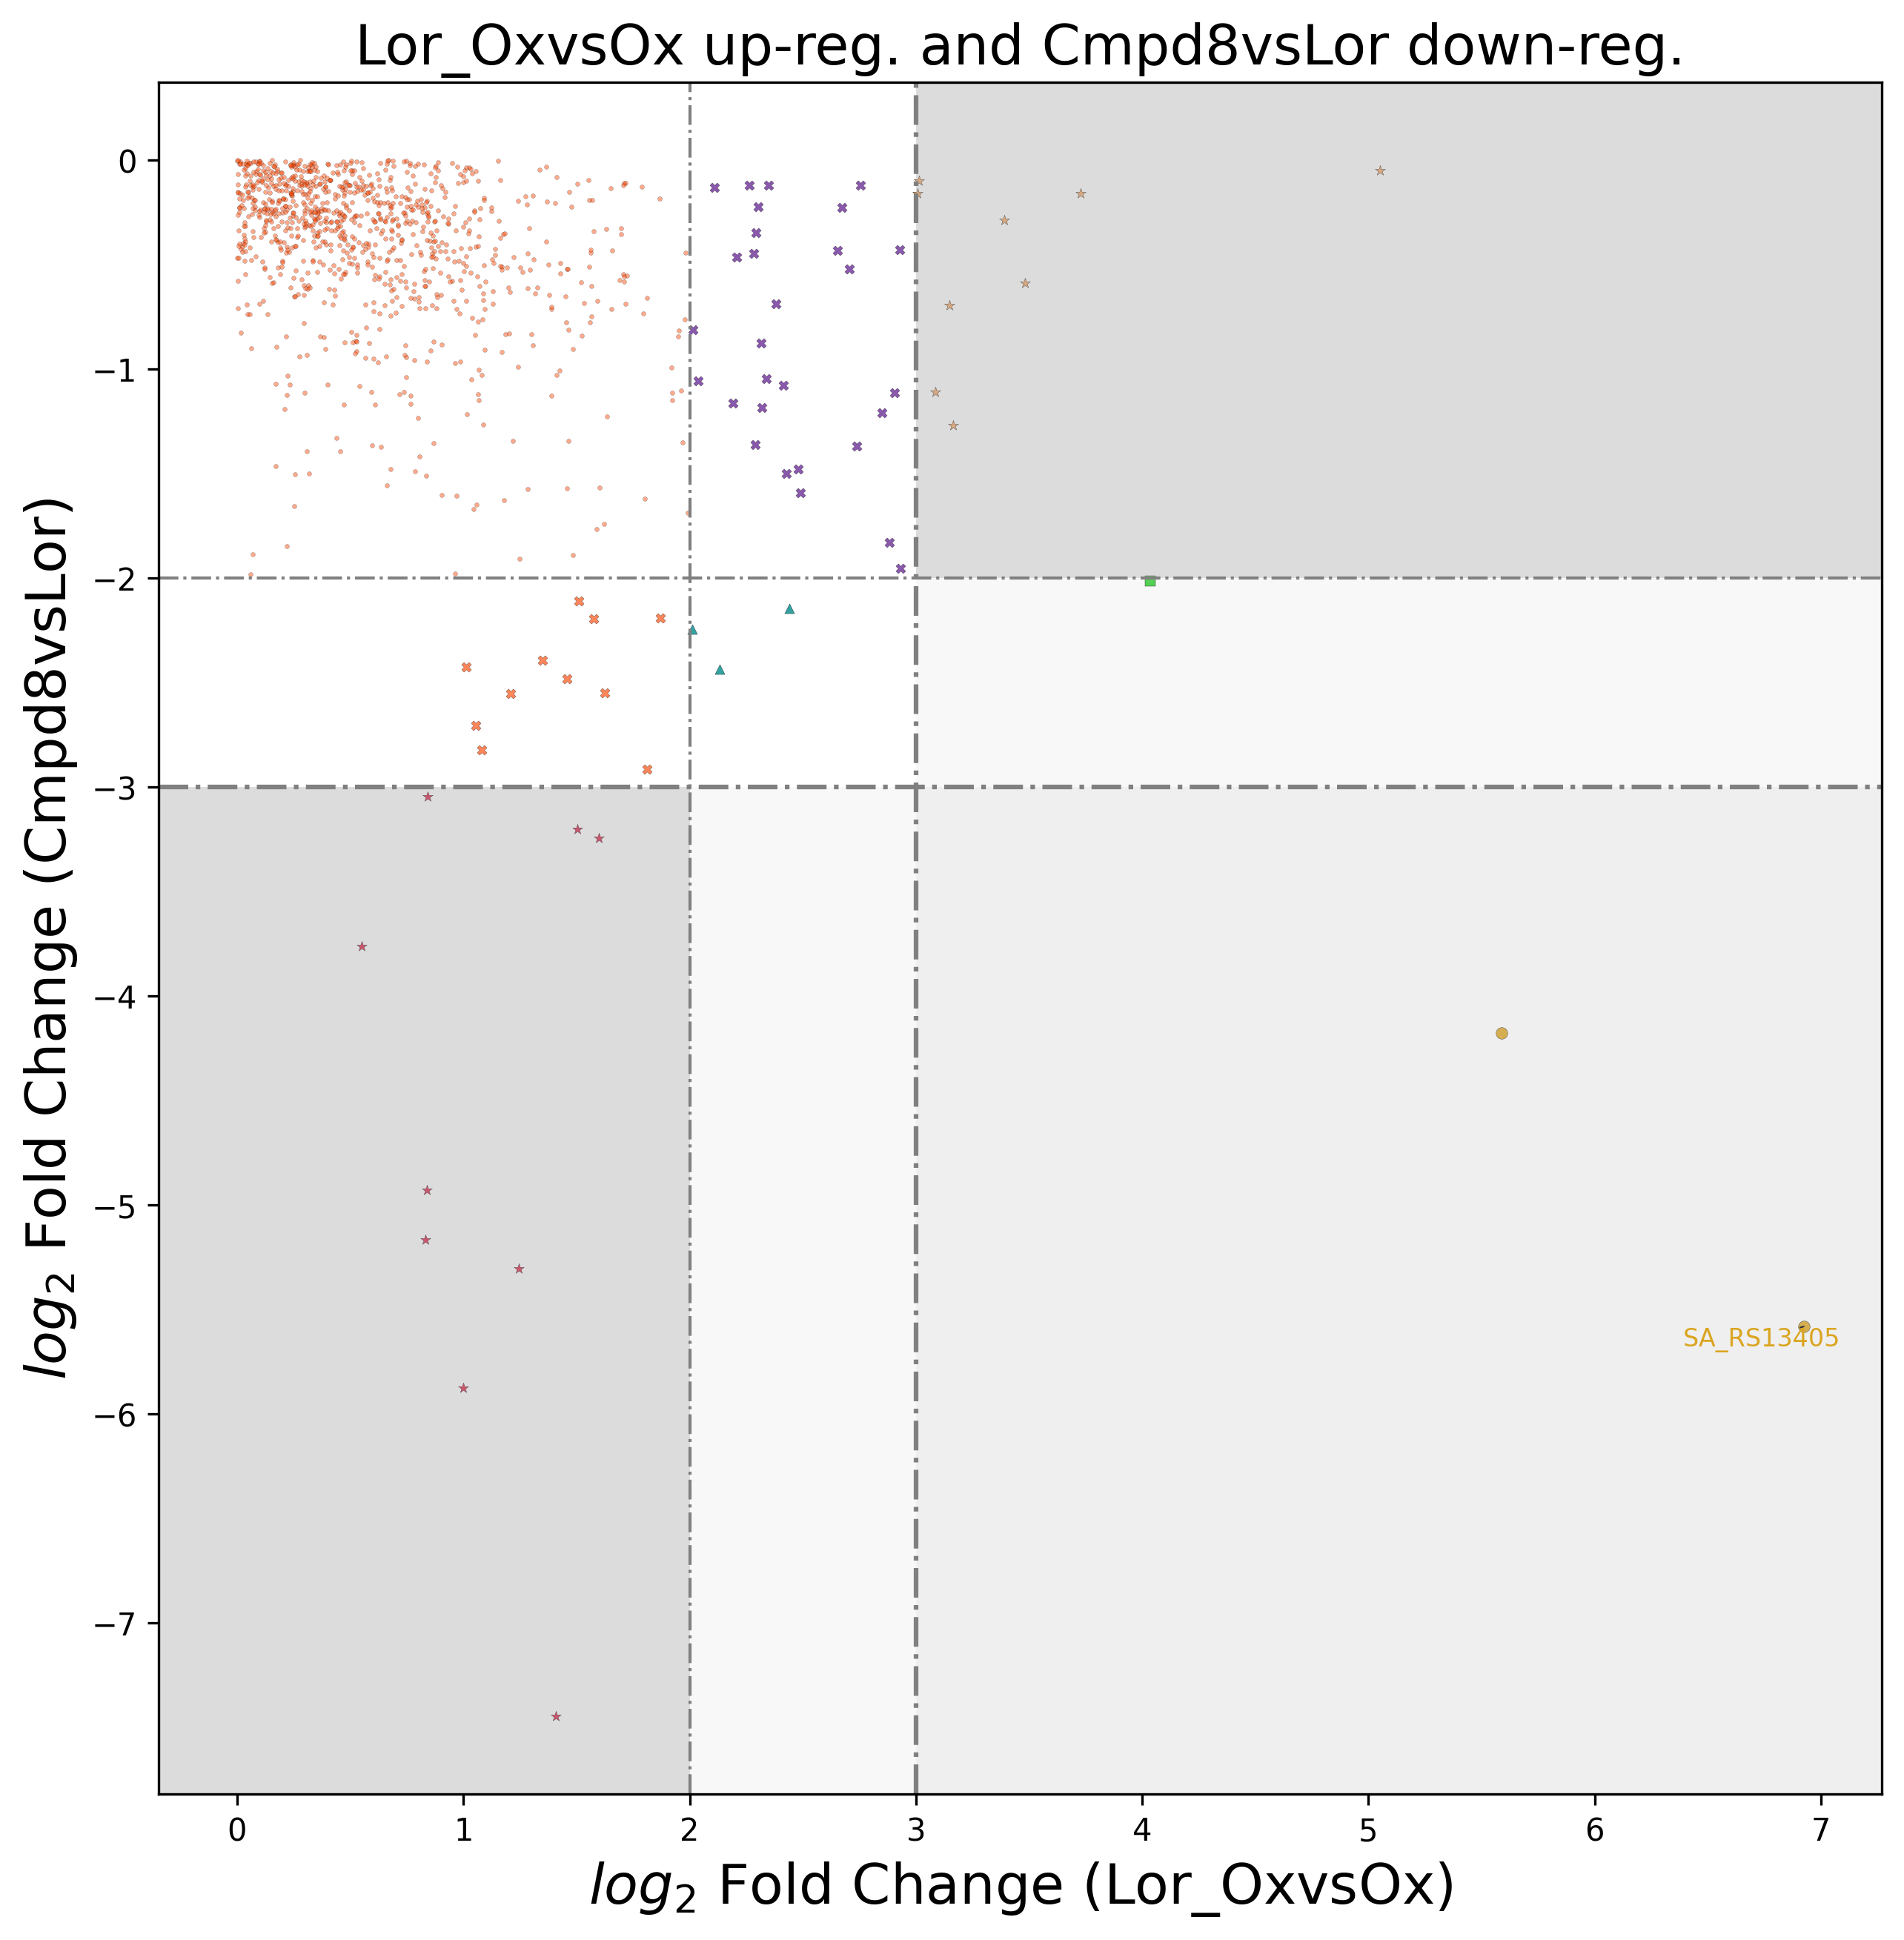 Lor_OxvsOx up-reg. and Cmpd8vsLor down-reg.
log₂ Fold Change (Cmpd8vsLor)
0
−1
−2
−3
−4
−5
−6
−7
SA_RS13405
0 1 2 3 4 5 6 7
log₂ Fold Change (Lor_OxvsOx)